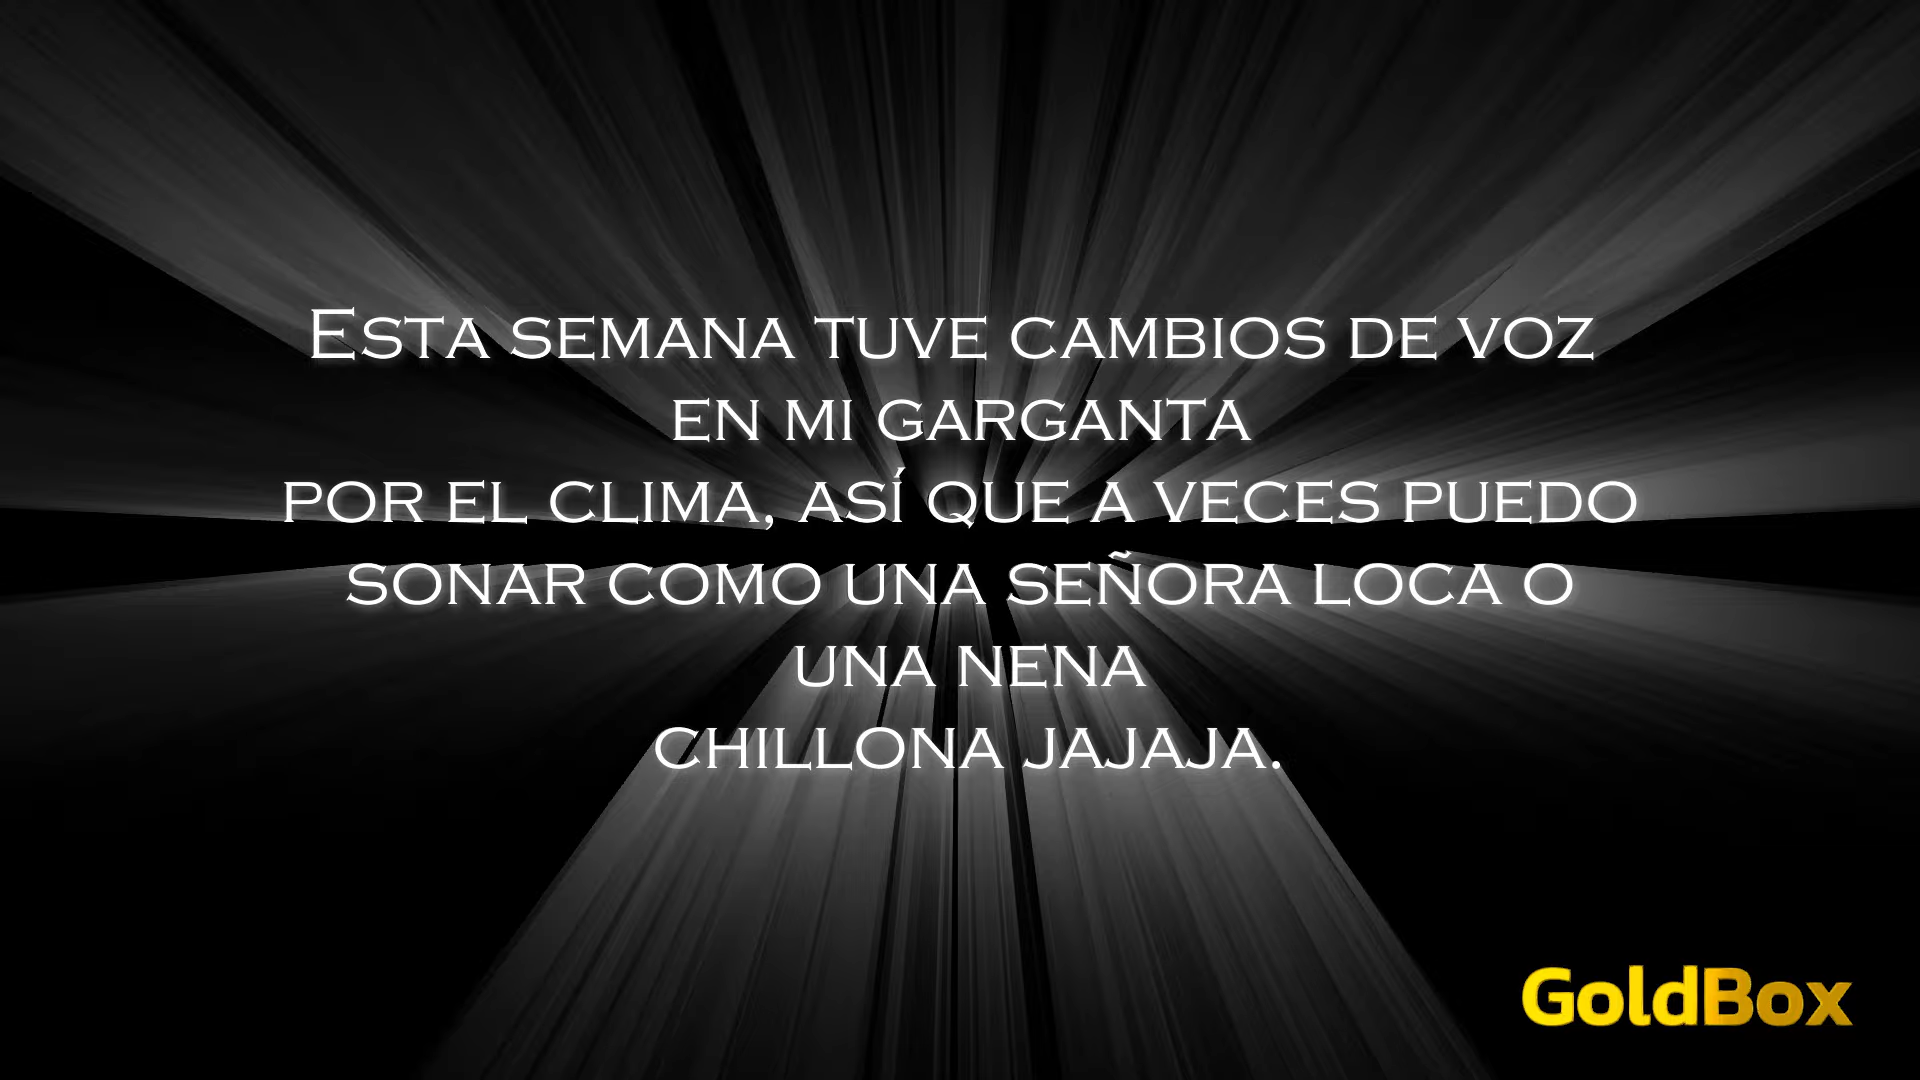 Esta semana tuve cambios de voz
en mi garganta
por el clima, así que a veces puedo
sonar como una señora loca o
una nena
chillona jajaja.
GoldBox